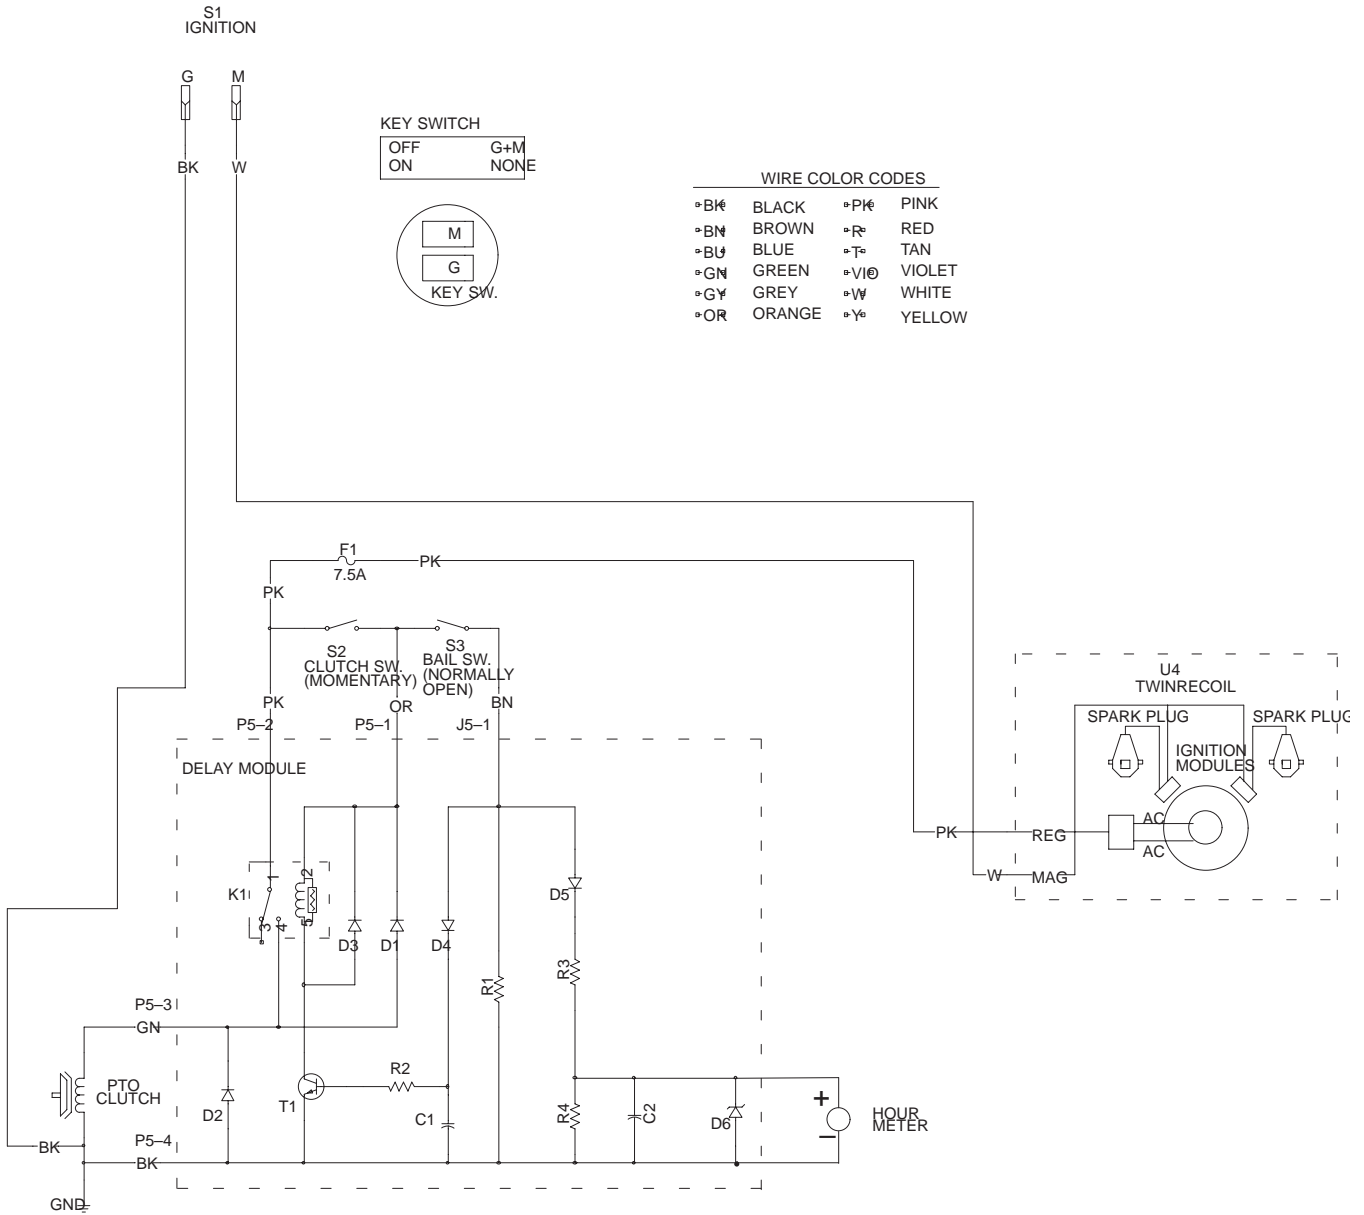 S1
IGNITION
G M
BK W
KEY SWITCH
OFF G+M
ON NONE
M
G
KEY SW.
WIRE COLOR CODES
BK BLACK PK PINK
BN BROWN R RED
BU BLUE T TAN
GN GREEN VIO VIOLET
GY GREY W WHITE
OR ORANGE Y YELLOW
F1
7.5A
PK
PK
S2
CLUTCH SW.
(MOMENTARY)
S3
BAIL SW.
(NORMALLY
OPEN)
PK
OR
BN
P5–2 P5–1 J5–1
DELAY MODULE
U4
TWINRECOIL
SPARK PLUG
SPARK PLUG
IGNITION
MODULES
AC
AC
PK
REG
W
MAG
K1
1
2
3
4
5
D3
D1
D4
D5
R1
R3
P5–3
GN
PTO
CLUTCH
D2
T1
R2
C1
R4
C2
D6
+
–
HOUR
METER
BK
P5–4
BK
GND